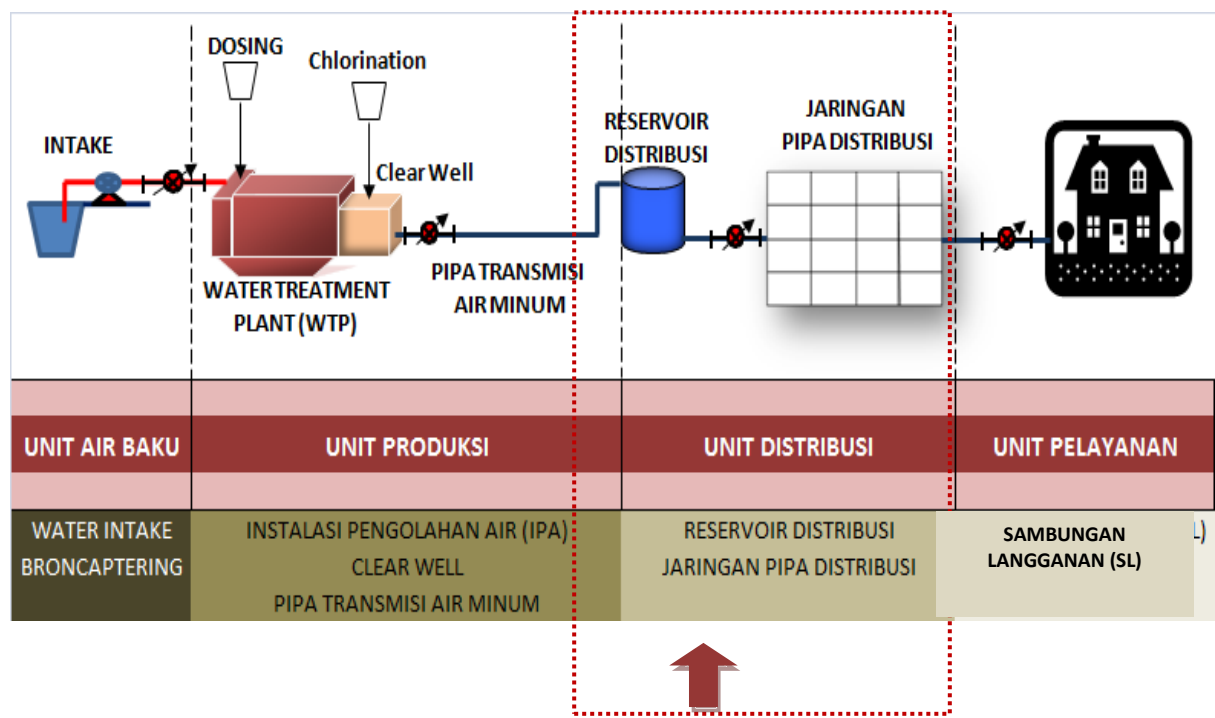 DOSING
Chlorination
INTAKE
Clear Well
WATER TREATMENT
PLANT (WTP)
PIPA TRANSMISI
AIR MINUM
RESERVOIR
DISTRIBUSI
JARINGAN
PIPA DISTRIBUSI
UNIT AIR BAKU
UNIT PRODUKSI
UNIT DISTRIBUSI
UNIT PELAYANAN
WATER INTAKE
BRONCAPTERING
INSTALASI PENGOLAHAN AIR (IPA)
CLEAR WELL
PIPA TRANSMISI AIR MINUM
RESERVOIR DISTRIBUSI
JARINGAN PIPA DISTRIBUSI
SAMBUNGAN
LANGGANAN (SL)
L)